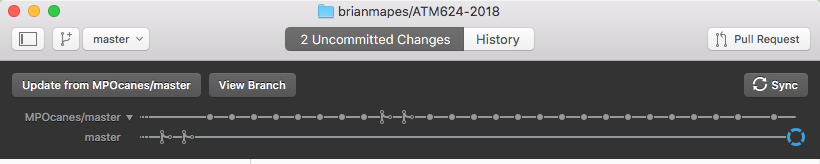 brianmapes/ATM624-2018
master 2 Uncommitted Changes History Pull Request
Update from MPOcanes/master View Branch Sync
MPOcanes/master
master